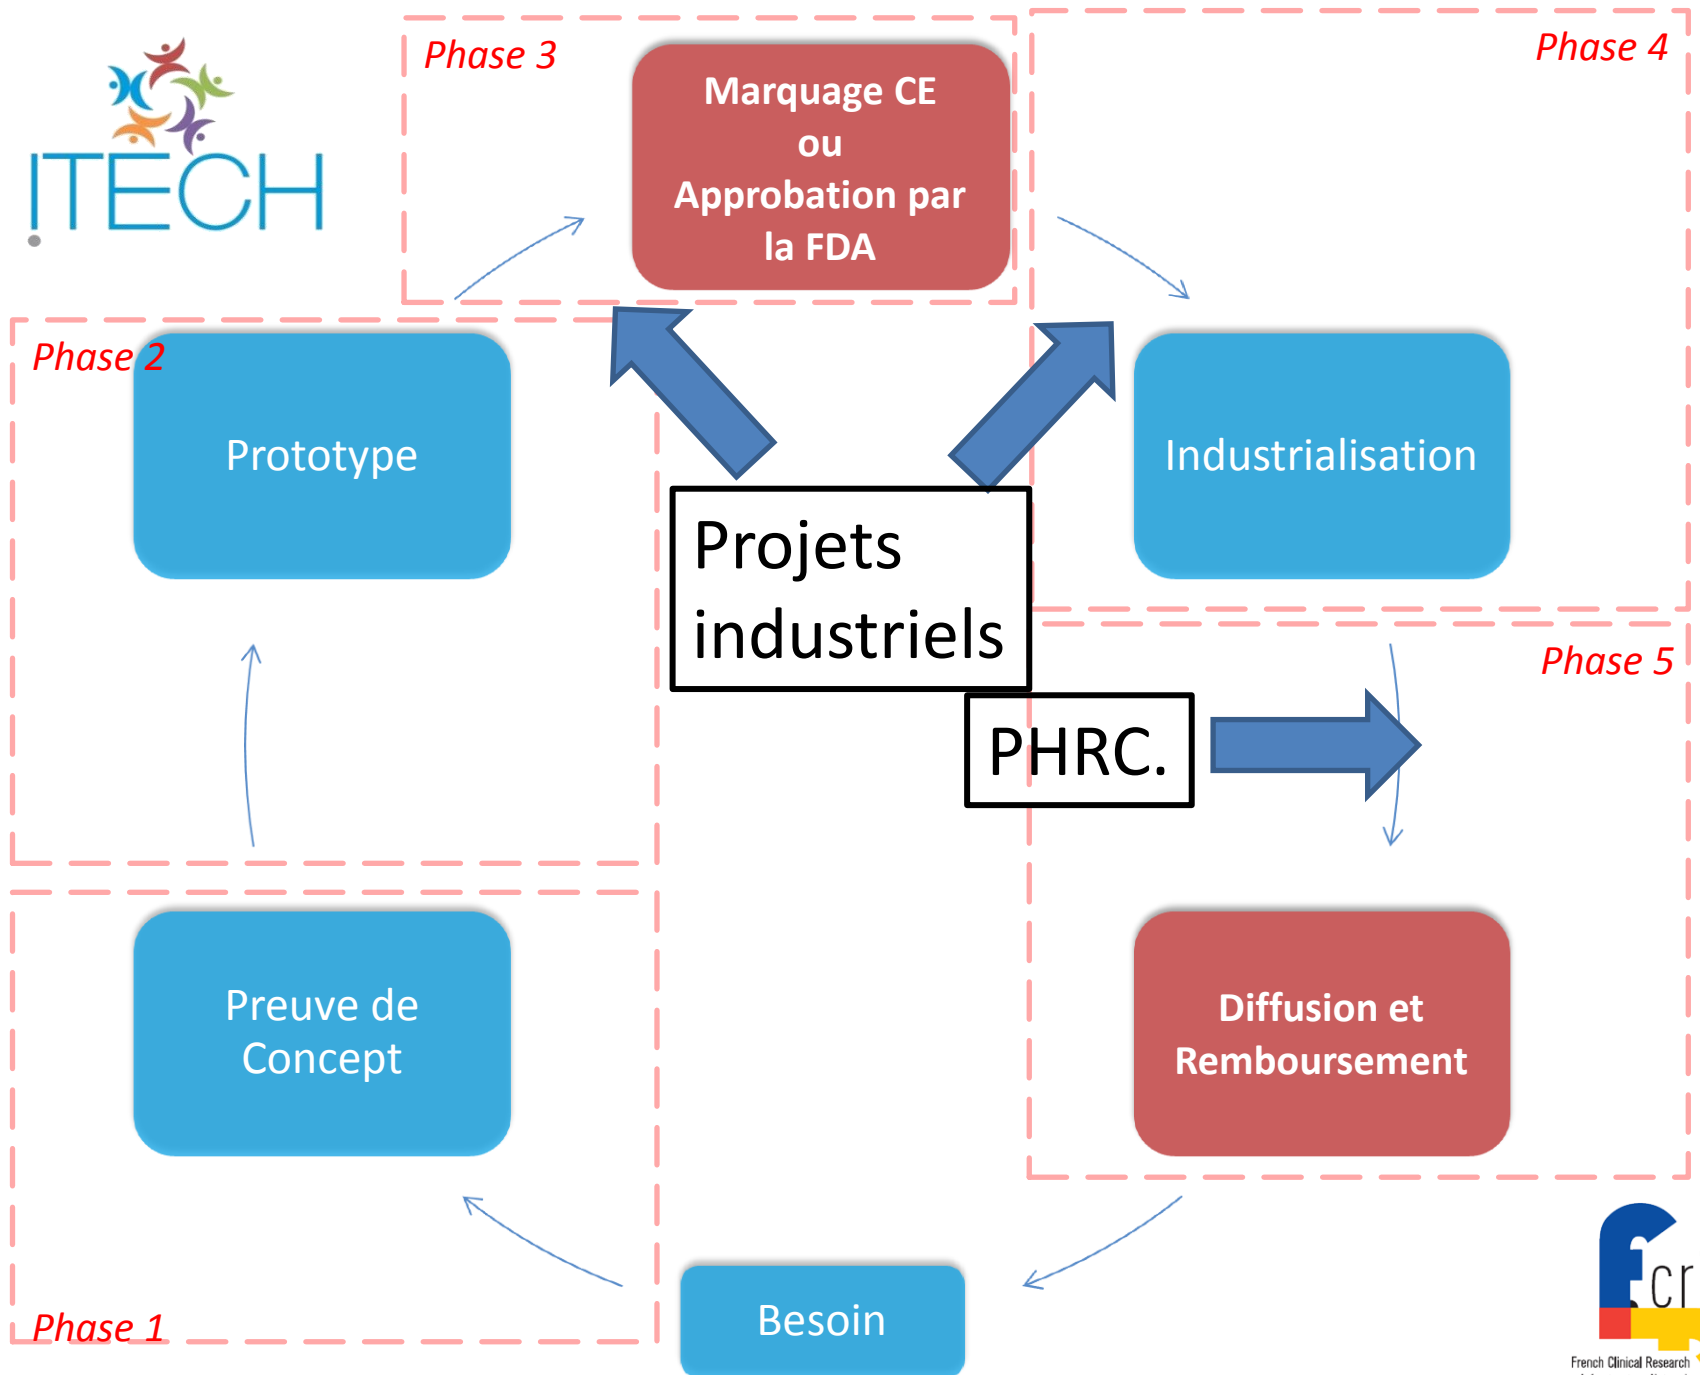 ITECH
Phase 3
Marquage CE
ou
Approbation par
la FDA
Phase 4
Phase 2
Prototype
Industrialisation
Projets
industriels
Phase 5
PHRC.
Preuve de
Concept
Diffusion et
Remboursement
Phase 1
Besoin
French Clinical Research